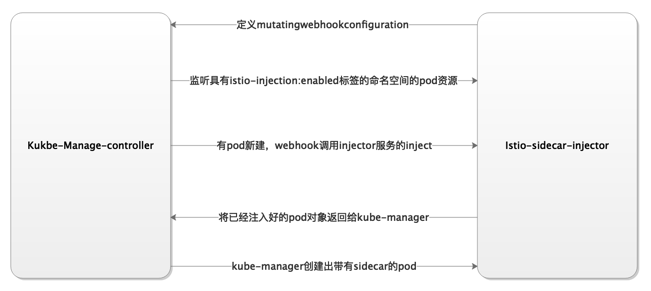 定义mutatingwebhookconfiguration
监听具有istio-injection:enabled标签的命名空间的pod资源
Kukbe-Manage-controller
有pod新建，webhook调用injector服务的inject
Istio-sidecar-injector
将已经注入好的pod对象返回给kube-manager
kube-manager创建出带有sidecar的pod